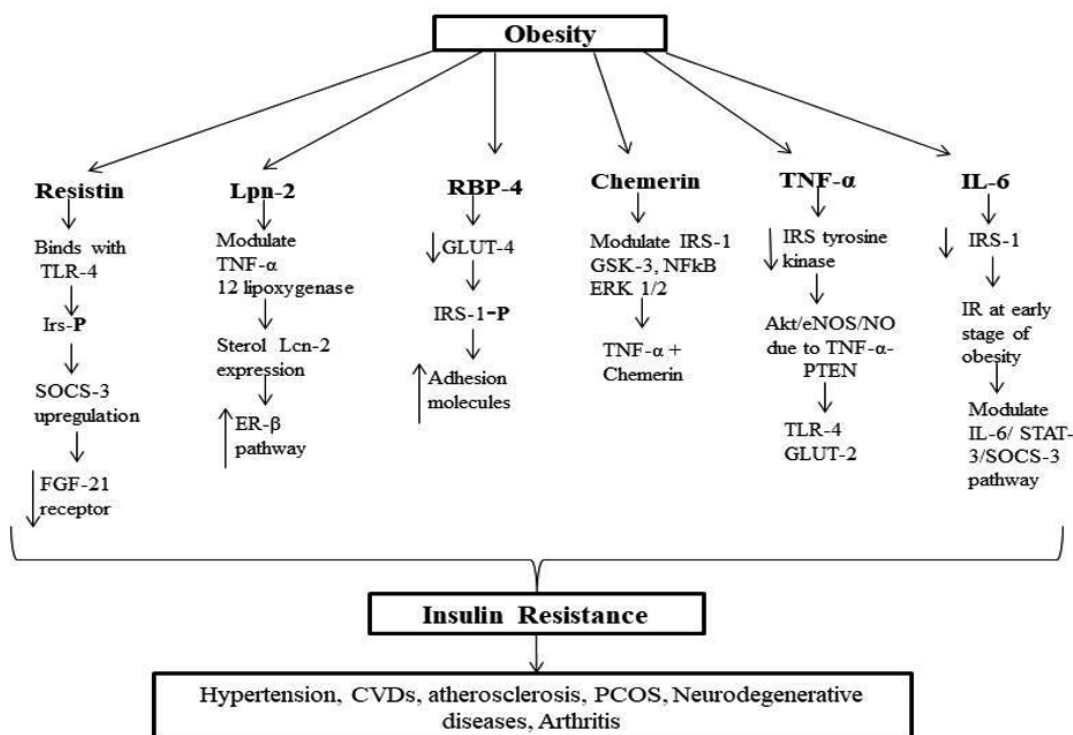 Obesity
Resistin
Binds with
TLR-4
Irs-P
SOCS-3
upregulation
FGF-21
receptor
Lpn-2
Modulate
TNF-α
12 lipoxygenase
Sterol Lcn-2
expression
ER-β
pathway
RBP-4
GLUT-4
IRS-1-P
Adhesion
molecules
Chemerin
Modulate IRS-1
GSK-3, NFkB
ERK 1/2
TNF-α +
Chemerin
TNF-α
IRS tyrosine
kinase
Akt/eNOS/NO
due to TNF-α-
PTEN
TLR-4
GLUT-2
IL-6
IRS-1
IR at early
stage of
obesity
Modulate
IL-6/ STAT-
3/SOCS-3
pathway
Insulin Resistance
Hypertension, CVDs, atherosclerosis, PCOS, Neurodegenerative
diseases, Arthritis